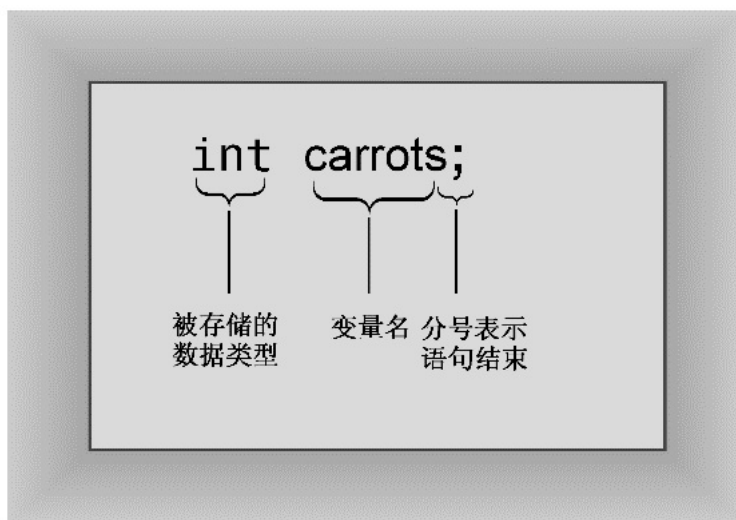 int carrots;
被存储的
数据类型
变量名
分号表示
语句结束